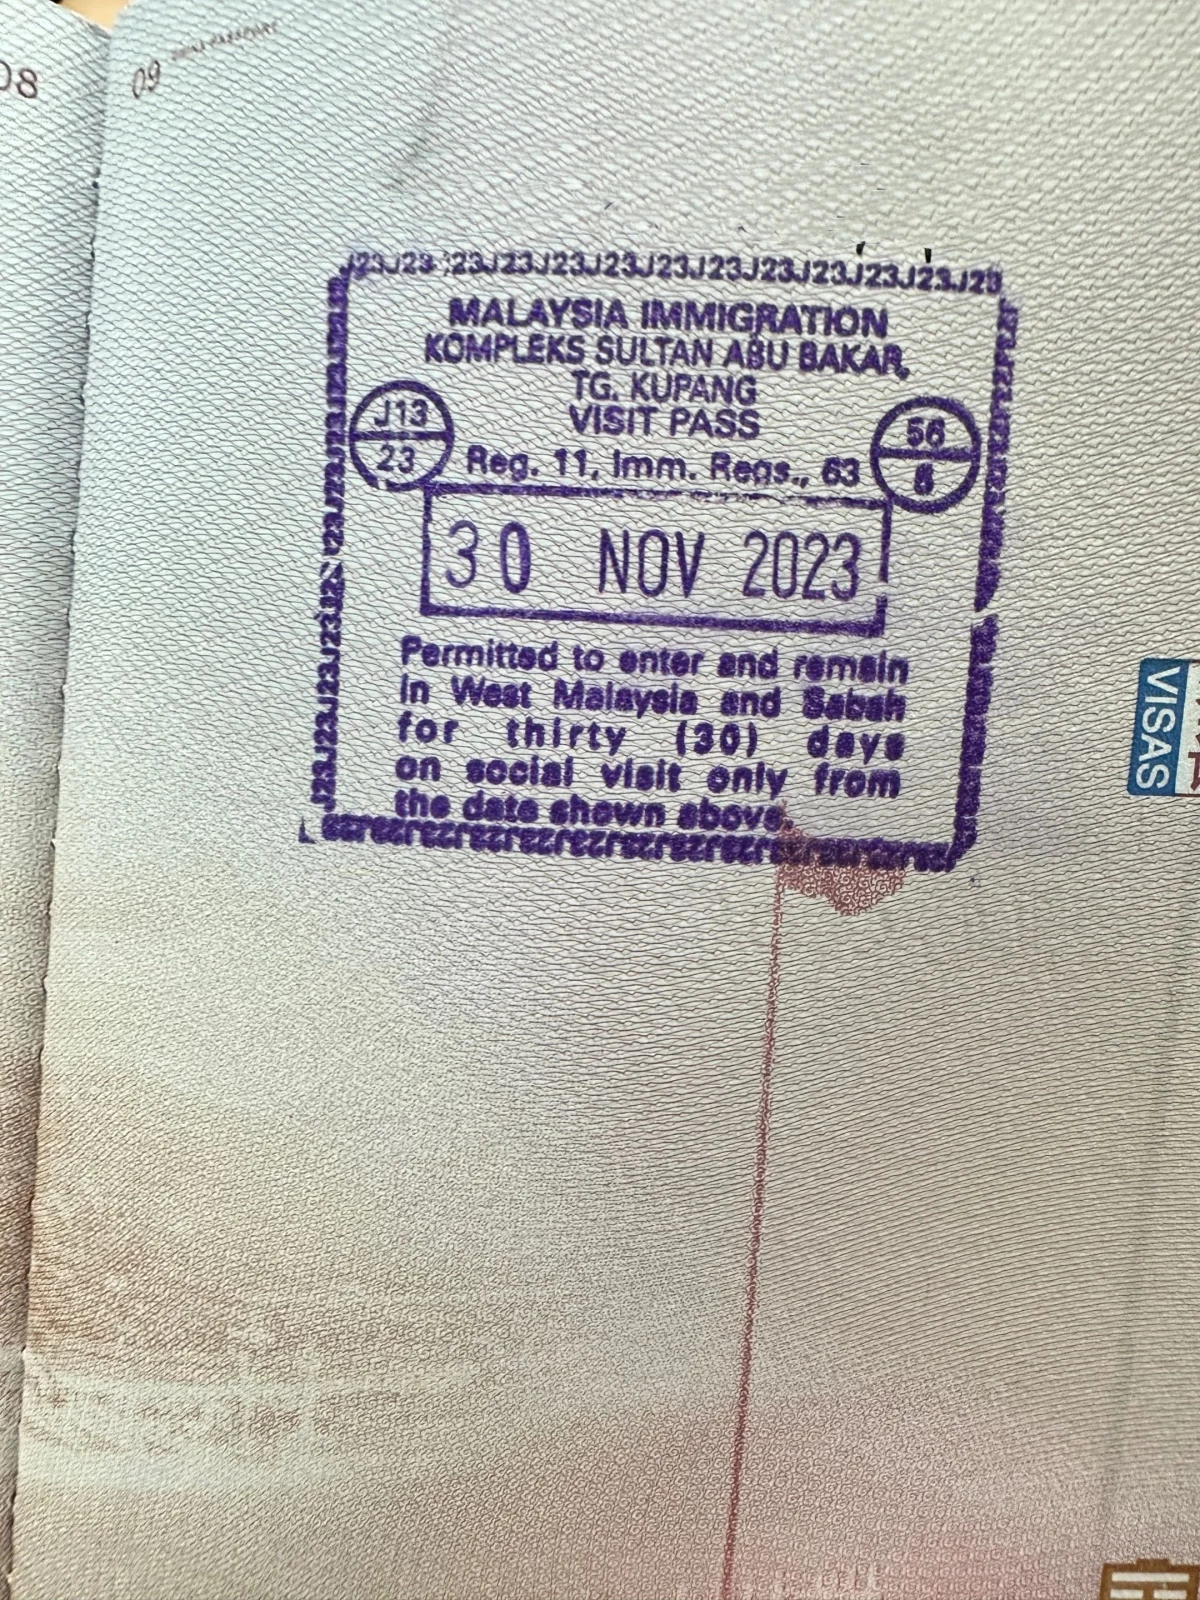 08
09
J23J23J23J23J23J23J23J23J23J23J23J23J23
MALAYSIA IMMIGRATION
KOMPLEKS SULTAN ABU BAKAR,
TG. KUPANG
VISIT PASS
J13
23
Reg. 11, Imm. Regs., 63
56
30 NOV 2023
Permitted to enter and remain
in West Malaysia and Sabah
for thirty (30) days
on social visit only from
the date shown above.
VISAS